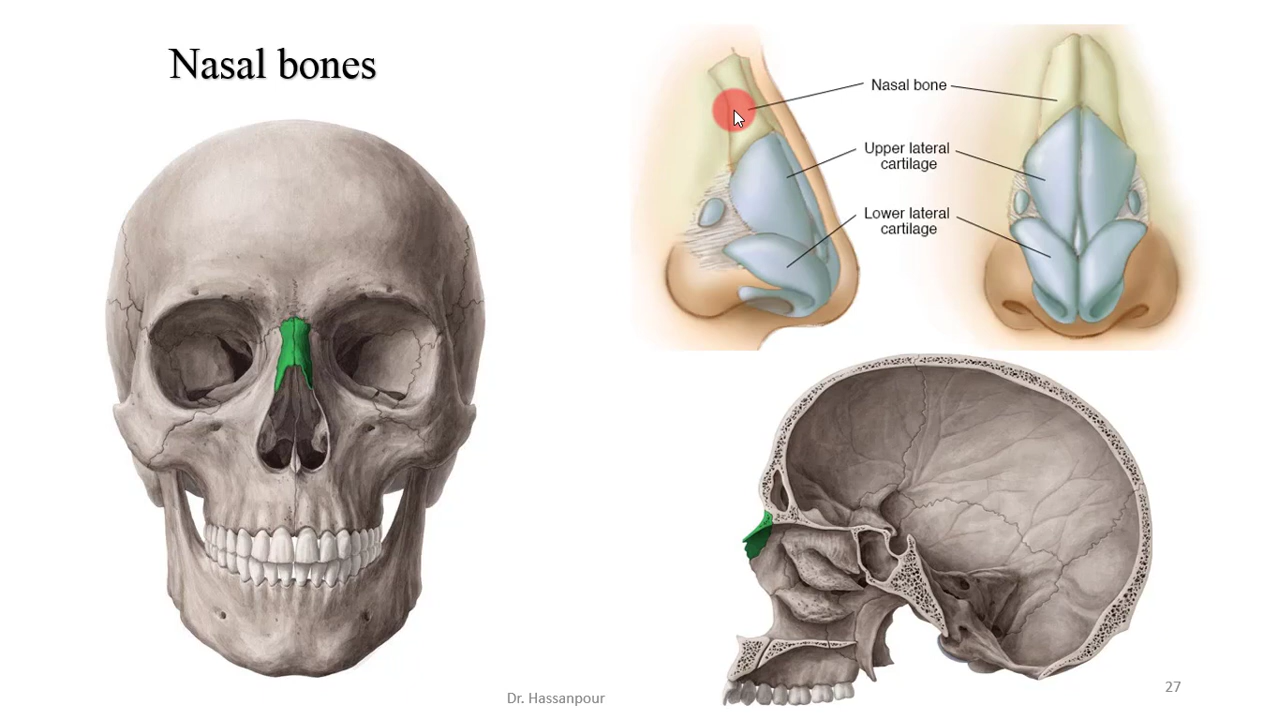 Nasal bones
Nasal bone
Upper lateral
cartilage
Lower lateral
cartilage
Dr. Hassanpour
27